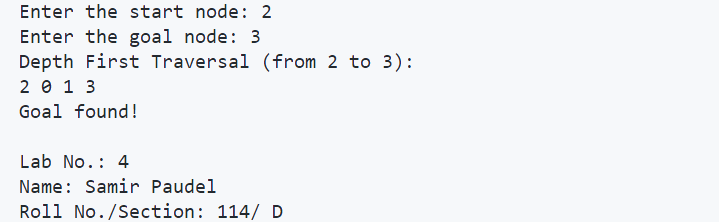 Enter the start node: 2
Enter the goal node: 3
Depth First Traversal (from 2 to 3):
2 0 1 3
Goal found!
Lab No.: 4
Name: Samir Paudel
Roll No./Section: 114/ D